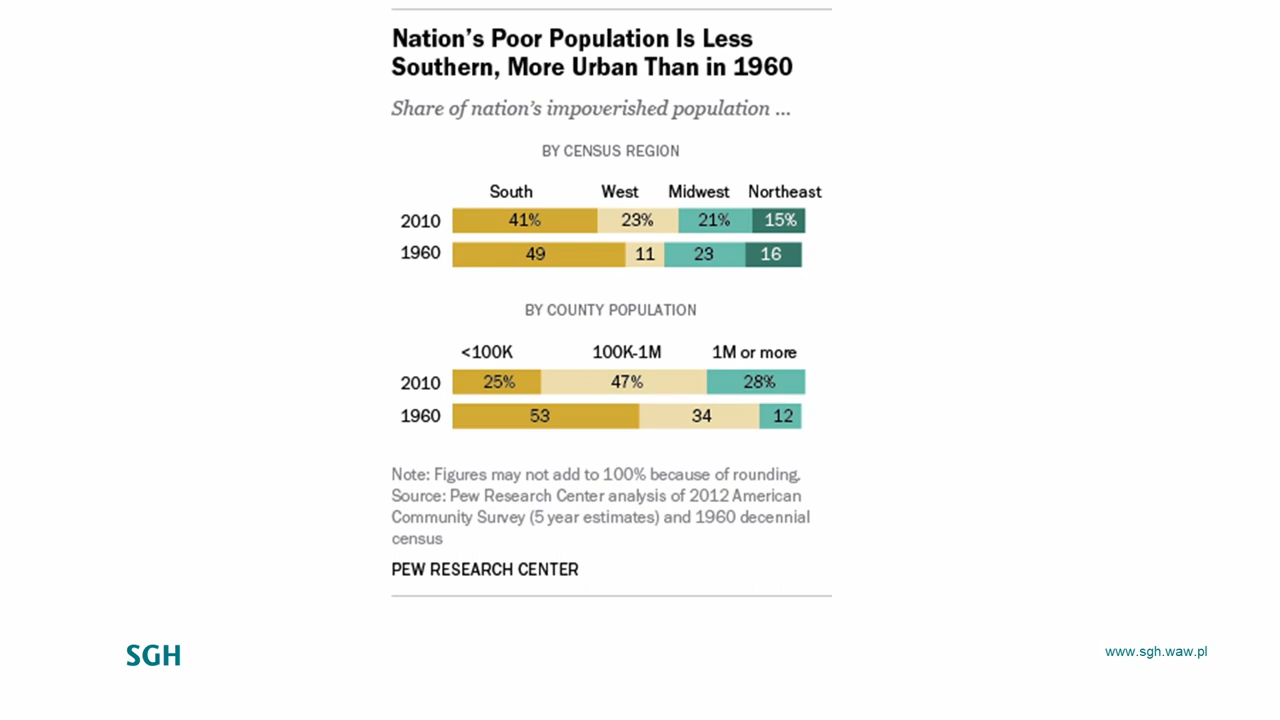 Nation's Poor Population Is Less
Southern, More Urban Than in 1960
Share of nation's impoverished population ...
BY CENSUS REGION
South West Midwest Northeast
2010 41% 23% 21% 15%
1960 49 11 23 16
BY COUNTY POPULATION
<100K 100K-1M 1M or more
2010 25% 47% 28%
1960 53 34 12
Note: Figures may not add to 100% because of rounding.
Source: Pew Research Center analysis of 2012 American
Community Survey (5 year estimates) and 1960 decennial
census
PEW RESEARCH CENTER
SGH
www.sgh.waw.pl